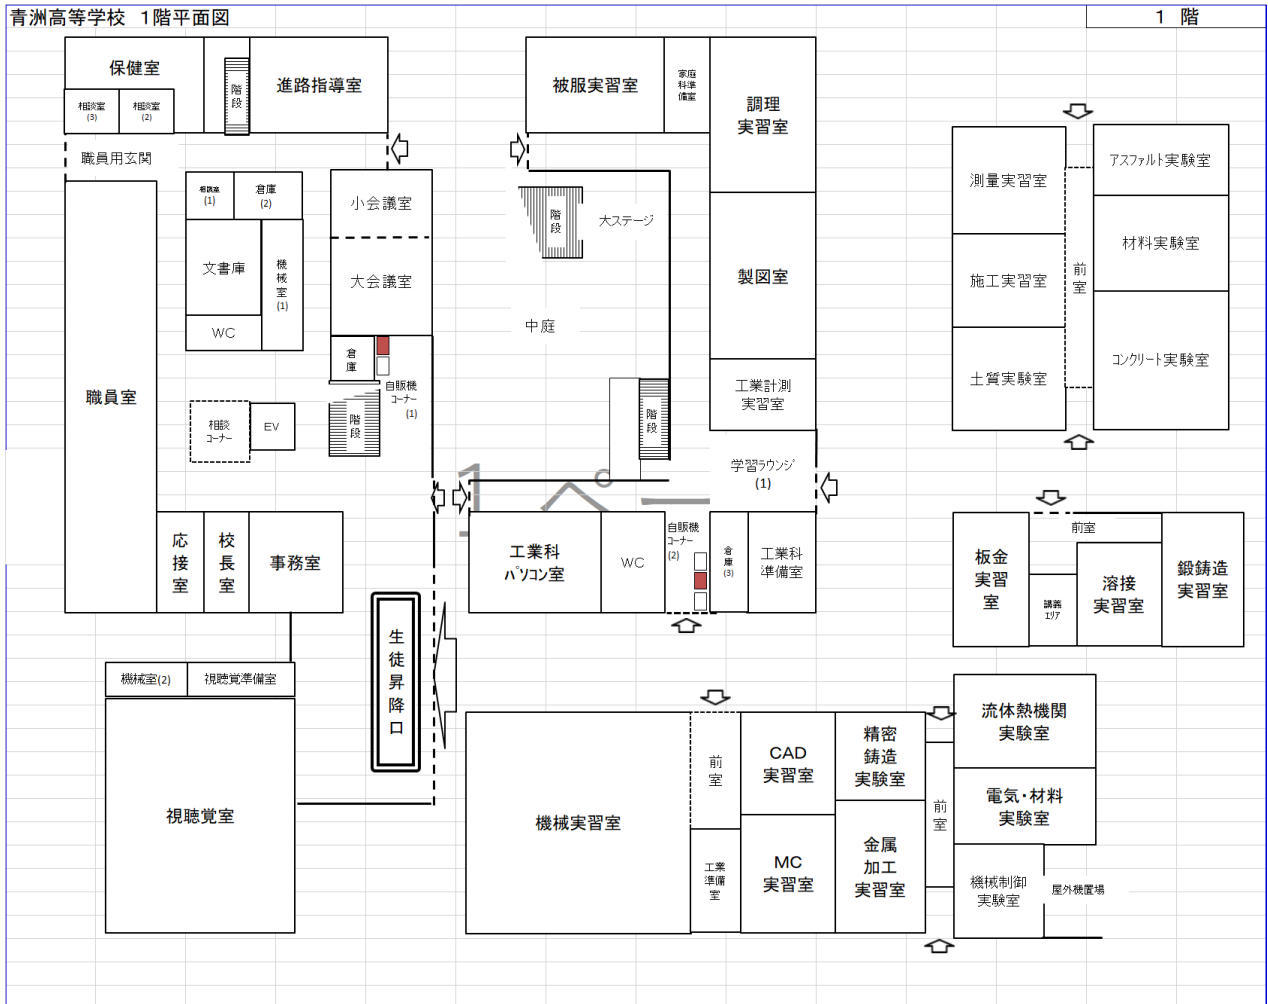 青洲高等学校 1階平面図
1 階
保健室
相談室
(3)
相談室
(2)
階
段
進路指導室
職員用玄関
相談室
(1)
倉庫
(2)
文書庫
機
械
室
(1)
WC
小会議室
大会議室
倉
庫
自販機
コーナー
(1)
職員室
相談
コーナー
EV
階
段
応
接
室
校
長
室
事務室
機械室(2)
視聴覚準備室
視聴覚室
生
徒
昇
降
口
被服実習室
家庭
科準
備室
調理
実習室
階
段
大ステージ
中庭
製図室
工業計測
実習室
階
段
学習ラウンジ
(1)
1 ペー
工業科
パソコン室
WC
自販機
コーナー
(2)
倉
庫
(3)
工業科
準備室
測量実習室
施工実習室
土質実験室
前
室
アスファルト実験室
材料実験室
コンクリート実験室
板金
実習
室
前室
講義
エリア
溶接
実習室
鍛鋳造
実習室
機械実習室
前
室
工業
準備
室
CAD
実習室
MC
実習室
精密
鋳造
実験室
金属
加工
実習室
前
室
流体熱機関
実験室
電気・材料
実験室
機械制御
実験室
屋外機置場